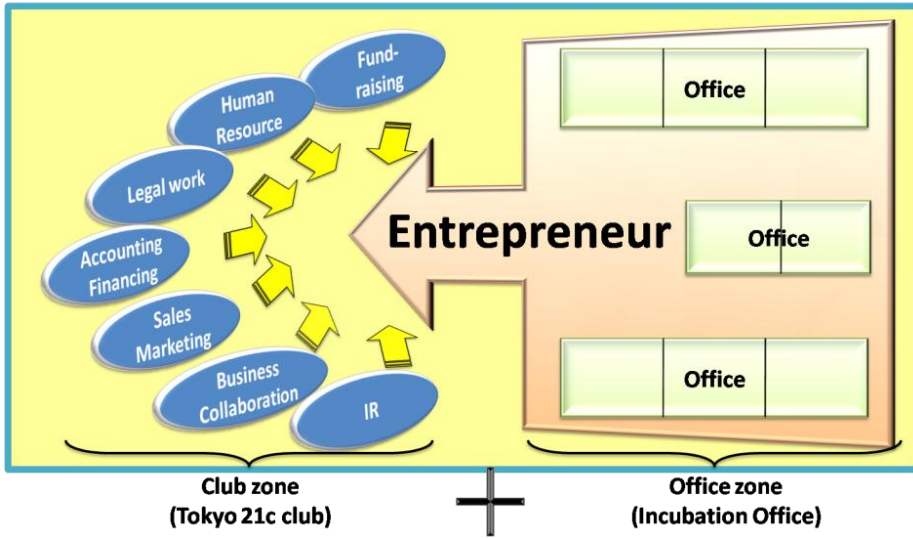 Fund-
raising
Human
Resource
Legal work
Accounting
Financing
Sales
Marketing
Business
Collaboration
IR
Entrepreneur
Office
Office
Office
Club zone
(Tokyo 21c club)
Office zone
(Incubation Office)